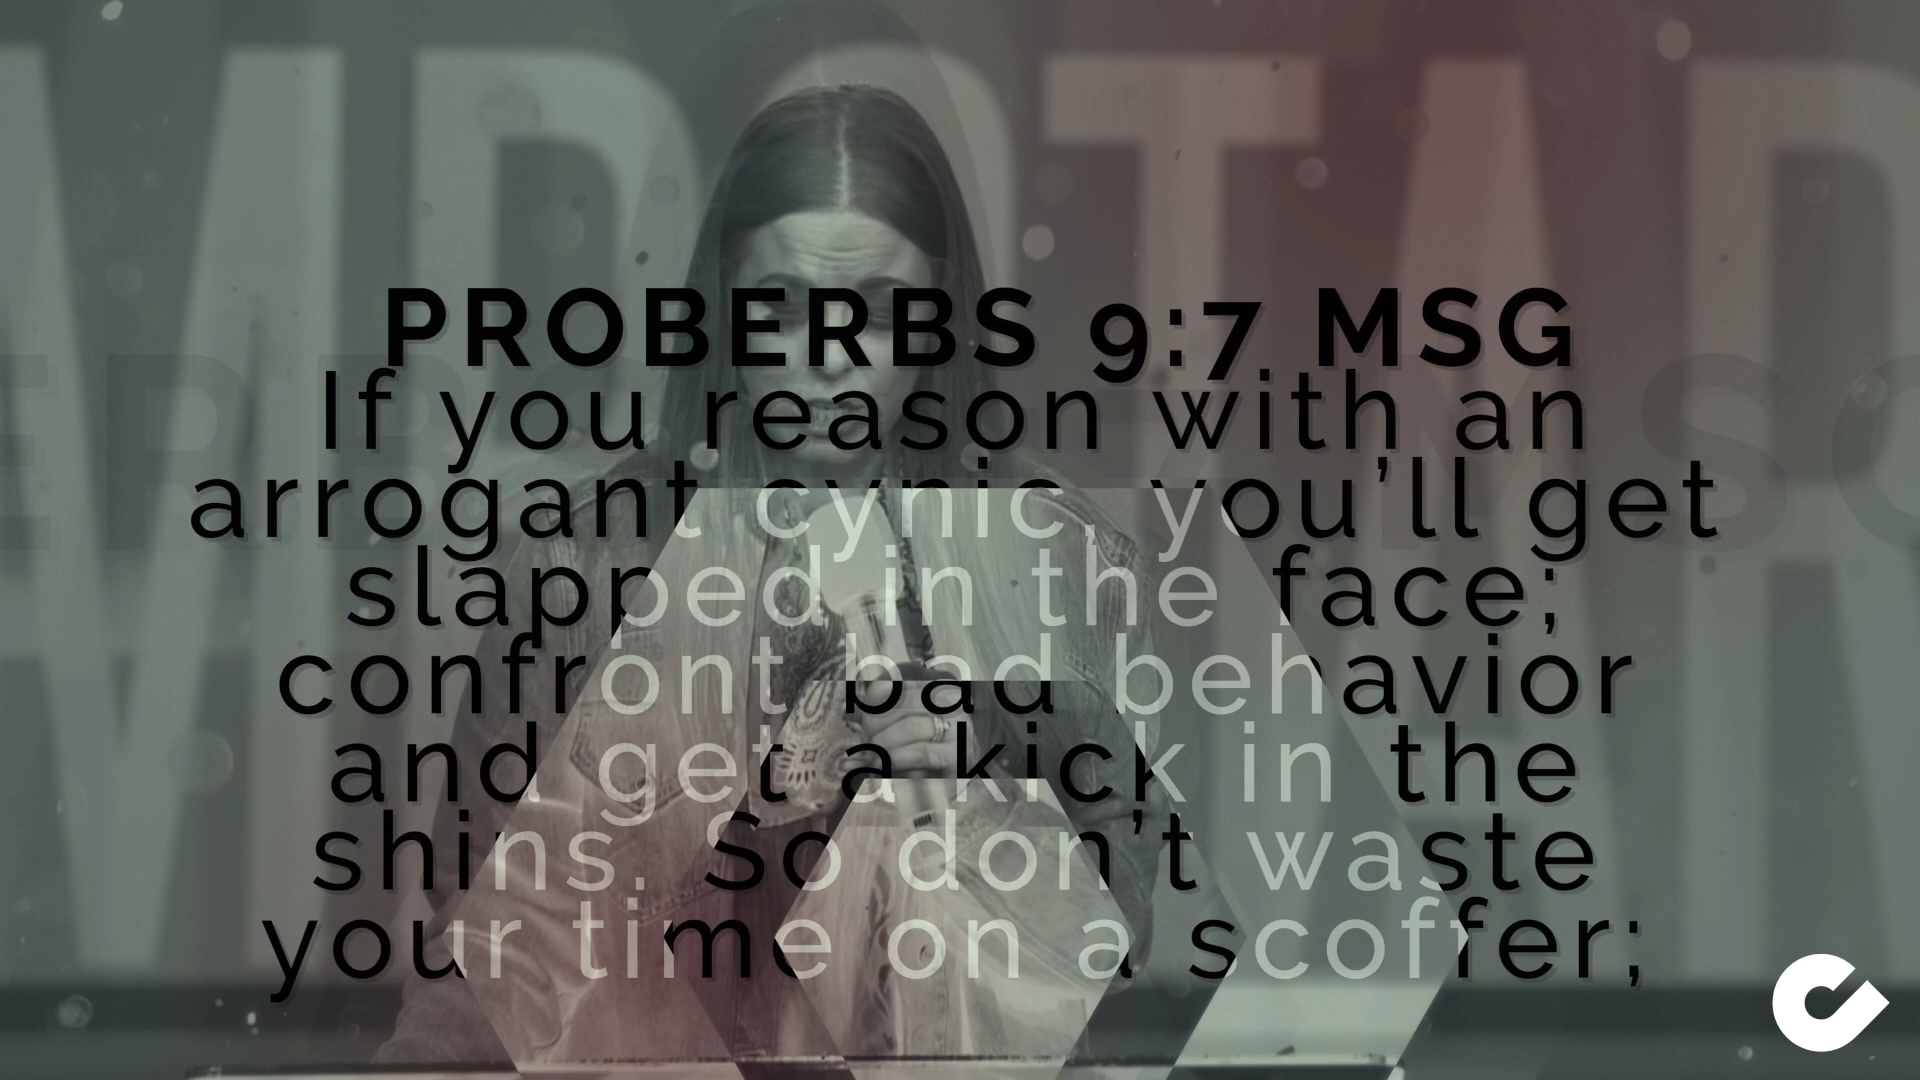 PROBERBS 9:7 MSG
If you reason with an
arrogant cynic, you'll get
slapped in the face;
confront bad behavior
and get a kick in the
shins. So don't waste
your time on a scoffer;